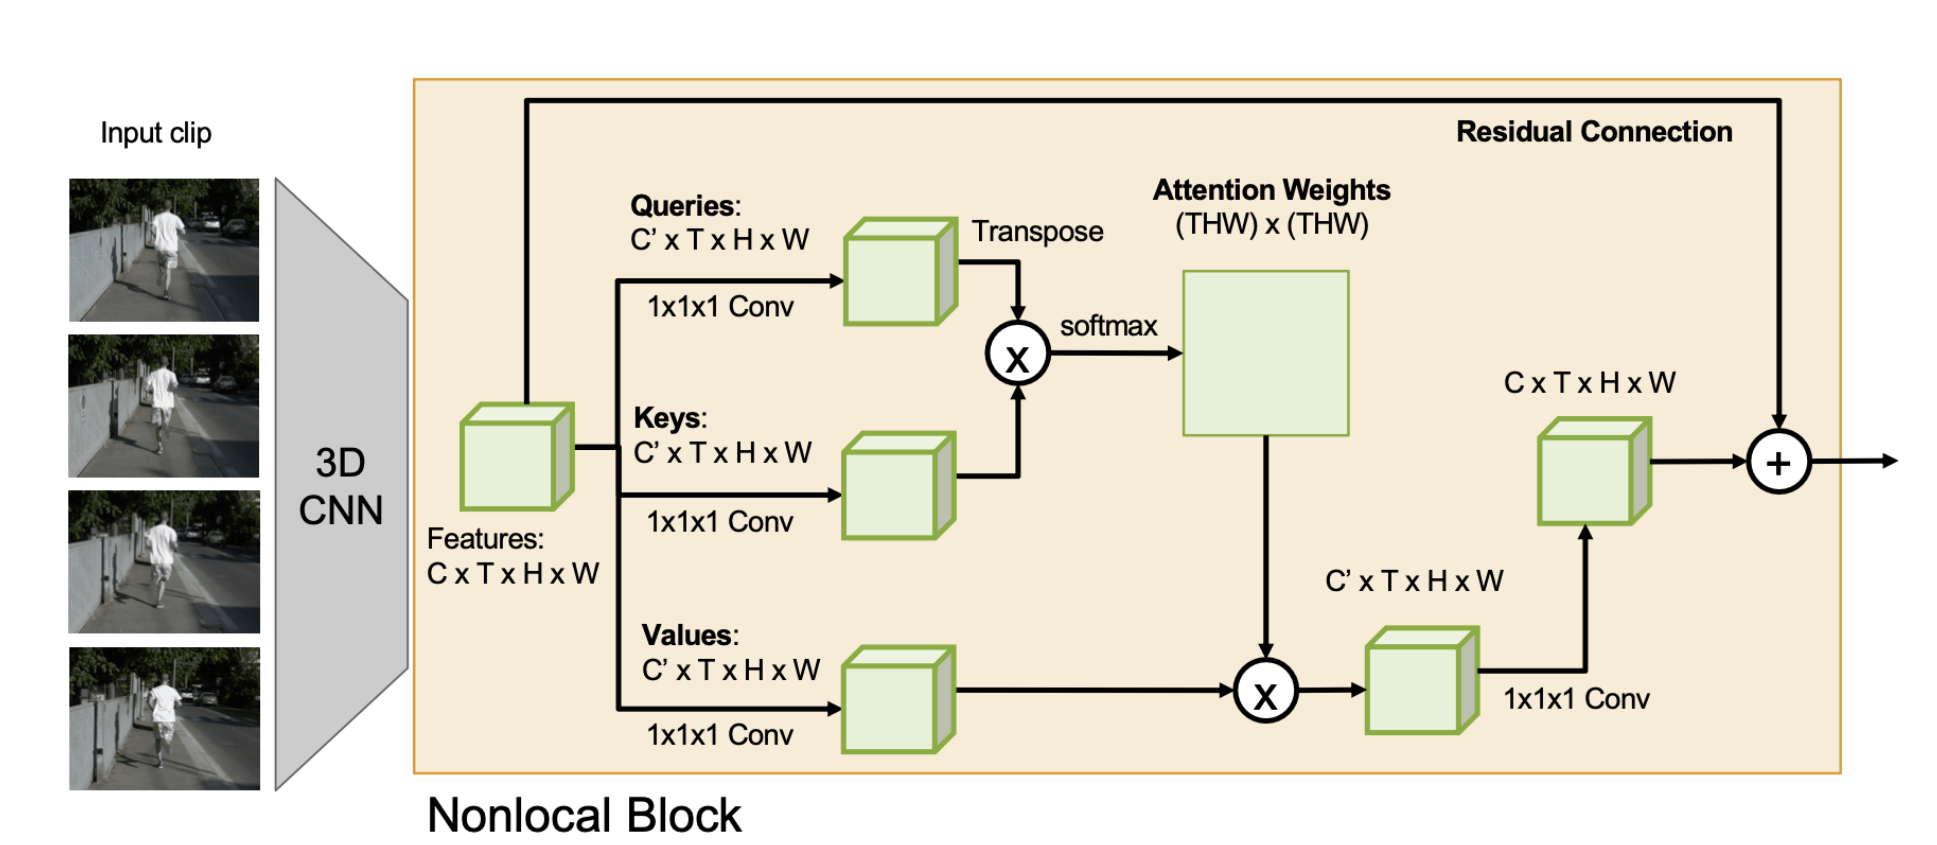 Input clip
3D
CNN
Features:
C x T x H x W
Queries:
C’ x T x H x W
1x1x1 Conv
Transpose
Keys:
C’ x T x H x W
1x1x1 Conv
Values:
C’ x T x H x W
1x1x1 Conv
X
softmax
Attention Weights
(THW) x (THW)
Residual Connection
X
C’ x T x H x W
1x1x1 Conv
C x T x H x W
+
Nonlocal Block